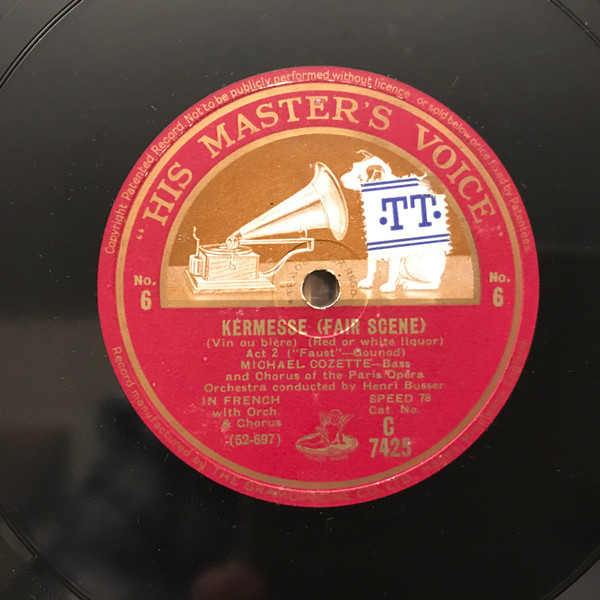 Copyright Patented Record. Not to be publicly performed without licence or sold below price fixed by Patentees.
"HIS MASTER'S VOICE"
·TT·
No. 6
No. 6
KERMESSE (FAIR SCENE)
(Vin ou bière) (Red or white liquor)
Act 2 ("Faust"—Gounod)
MICHAEL COZETTE—Bass
and Chorus of the Paris Opéra
Orchestra conducted by Henri Busser
IN FRENCH SPEED 78
with Orch. Cat. No.
& Chorus C
(52-697) 7425
Record manufactured by THE GRAMOPHONE CO. LTD.